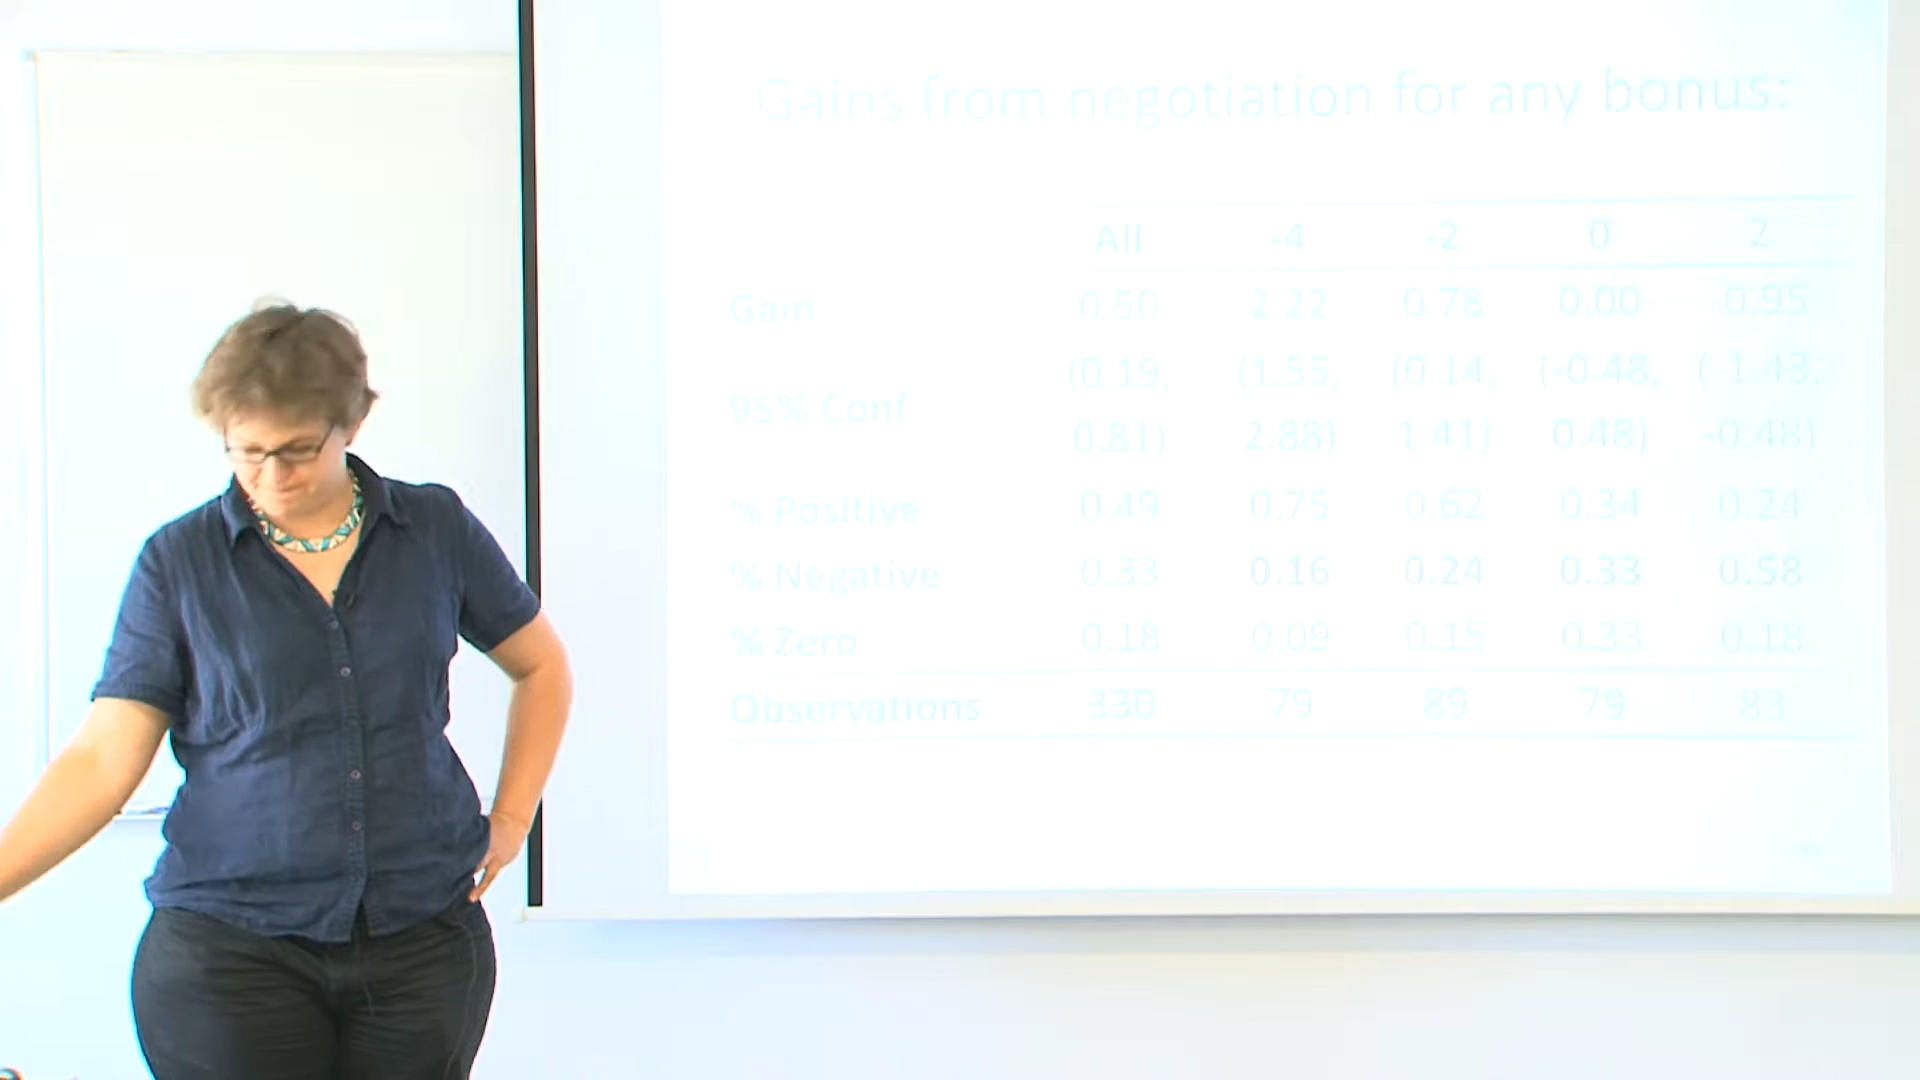 Gains from negotiation for any bonus:
All -4 -2 0 2
Gain 0.50 2.22 0.78 0.00 -0.95
(0.19, (1.55, (0.14, (-0.48, (-1.43,
95% Conf
0.81) 2.88) 1.41) 0.48) -0.48)
% Positive 0.49 0.75 0.62 0.34 0.24
% Negative 0.33 0.16 0.24 0.33 0.58
% Zero 0.18 0.09 0.15 0.33 0.18
Observations 330 79 89 79 83